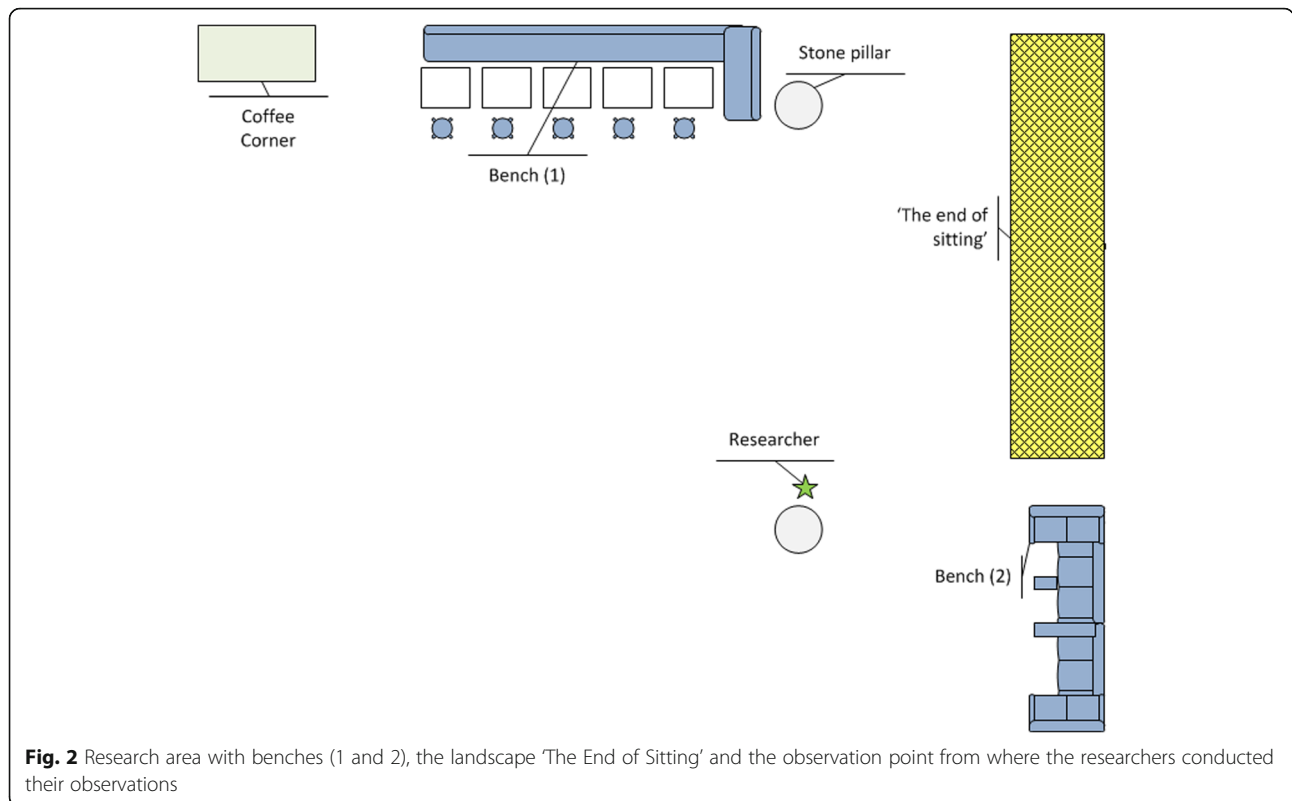 Stone pillar
Coffee
Corner
Bench (1)
‘The end of
sitting’
Researcher
Bench (2)
Fig. 2 Research area with benches (1 and 2), the landscape ‘The End of Sitting’ and the observation point from where the researchers conducted
their observations